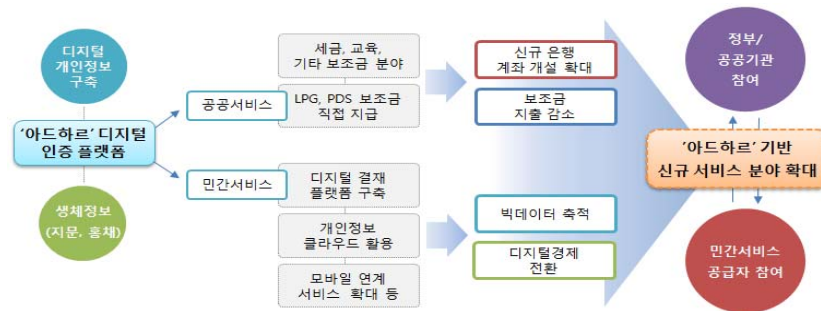 디지털
개인정보
구축
'아드하르' 디지털
인증 플랫폼
생체정보
(지문, 홍채)
공공서비스
민간서비스
세금, 교육,
기타 보조금 분야
LPG, PDS 보조금
직접 지급
디지털 결재
플랫폼 구축
개인정보
클라우드 활용
모바일 연계
서비스 확대 등
신규 은행
계좌 개설 확대
보조금
지출 감소
빅데이터 축적
디지털경제
전환
정부/
공공기관
참여
'아드하르' 기반
신규 서비스 분야 확대
민간서비스
공급자 참여